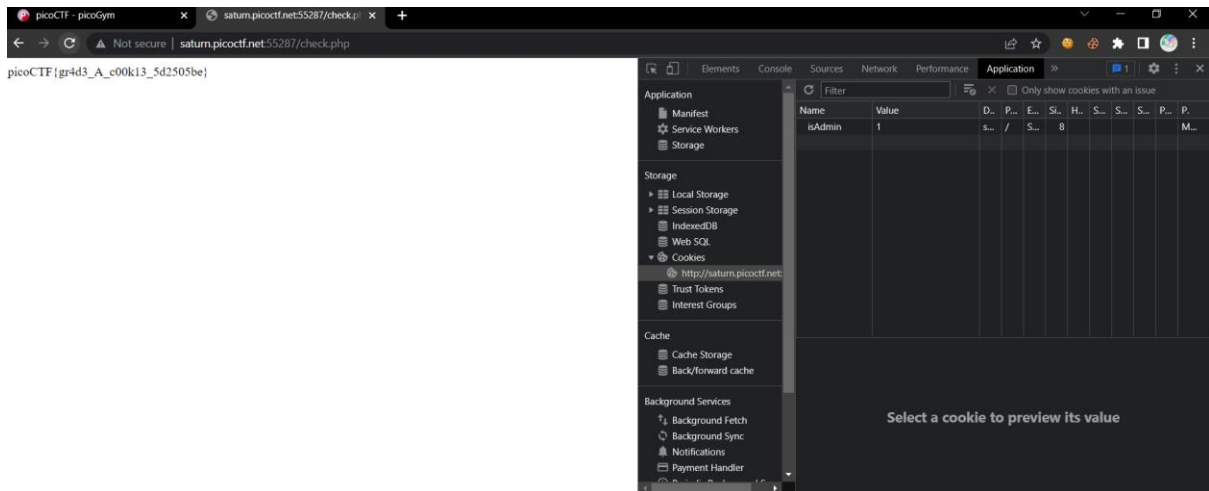 picoCTF - picoGym
saturn.picoctf.net:55287/check.p
Not secure | saturn.picoctf.net:55287/check.php
picoCTF{gr4d3_A_c00k13_5d2505be}
Elements Console Sources Network Performance Application » 1
Application
Manifest
Service Workers
Storage
Storage
Local Storage
Session Storage
IndexedDB
Web SQL
Cookies
http://saturn.picoctf.net:
Trust Tokens
Interest Groups
Cache
Cache Storage
Back/forward cache
Background Services
Background Fetch
Background Sync
Notifications
Payment Handler
Filter Only show cookies with an issue
Name Value D... P... E... Si... H... S... S... S... P... P.
isAdmin 1 s... / S... 8 M...
Select a cookie to preview its value